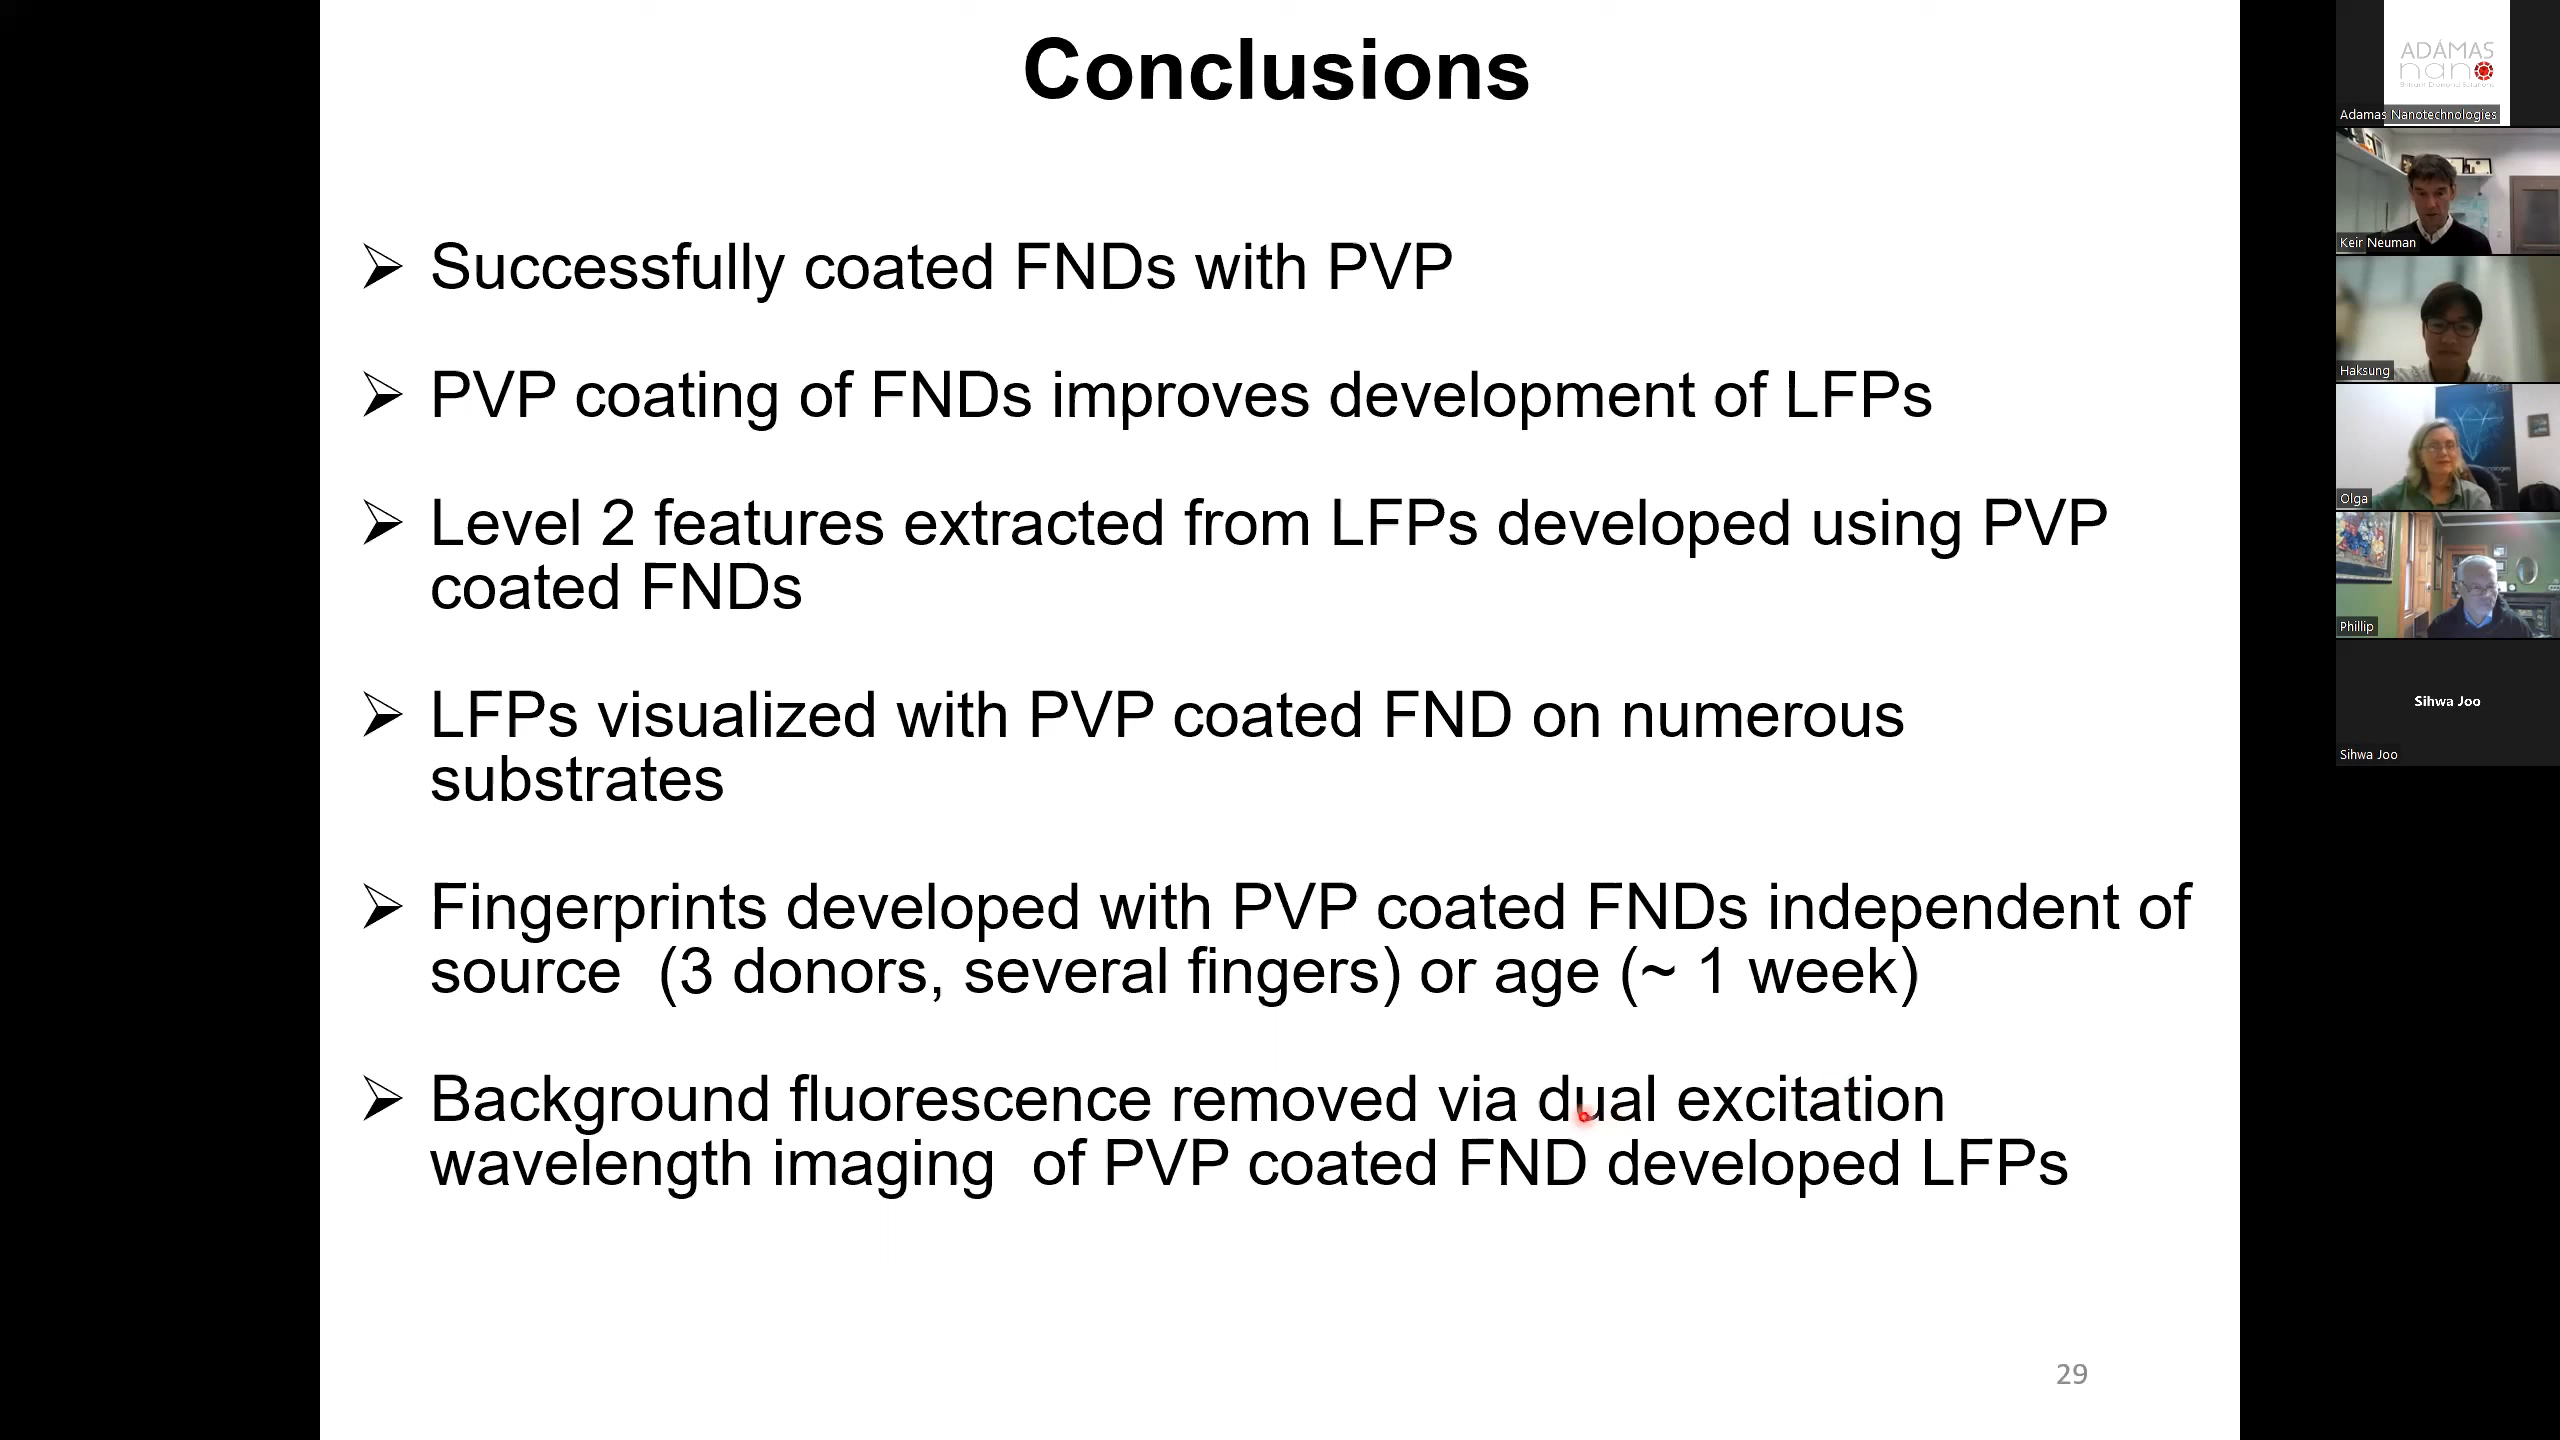 Conclusions
➢ Successfully coated FNDs with PVP
➢ PVP coating of FNDs improves development of LFPs
➢ Level 2 features extracted from LFPs developed using PVP
coated FNDs
➢ LFPs visualized with PVP coated FND on numerous
substrates
➢ Fingerprints developed with PVP coated FNDs independent of
source  (3 donors, several fingers) or age (~ 1 week)
➢ Background fluorescence removed via dual excitation
wavelength imaging  of PVP coated FND developed LFPs
29
ADÁMAS
nano
Adamas Nanotechnologies
Keir Neuman
Haksung
Olga
Phillip
Sihwa Joo
Sihwa Joo